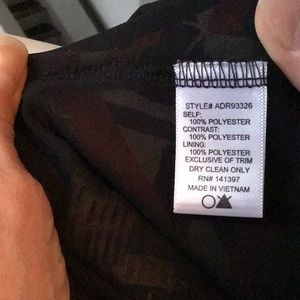 STYLE# ADR93326
SELF:
100% POLYESTER
CONTRAST:
100% POLYESTER
LINING:
100% POLYESTER
EXCLUSIVE OF TRIM
DRY CLEAN ONLY
RN# 141397
MADE IN VIETNAM